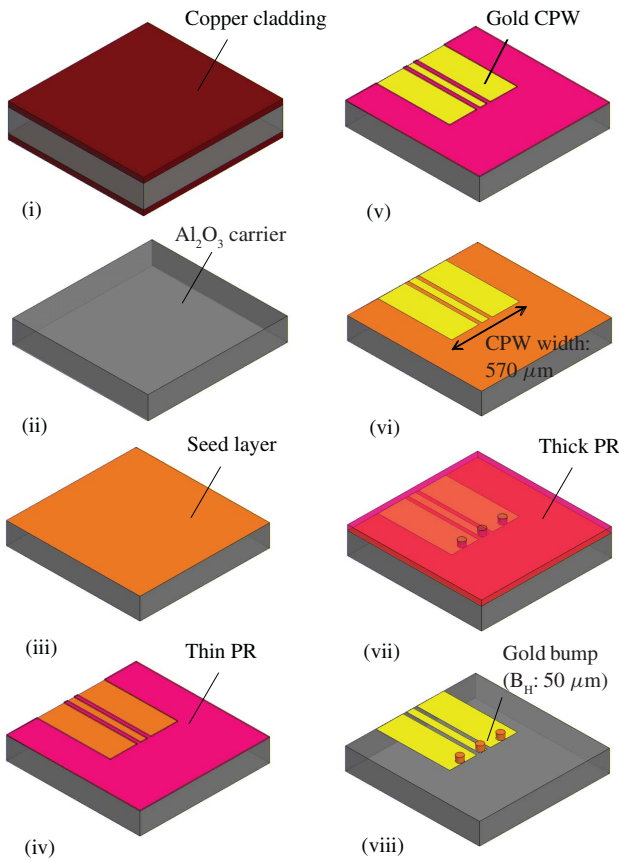 Copper cladding
(i)
Al₂O₃ carrier
(ii)
Seed layer
(iii)
Thin PR
(iv)
Gold CPW
(v)
CPW width:
570 μm
(vi)
Thick PR
(vii)
Gold bump
(B_H: 50 μm)
(viii)